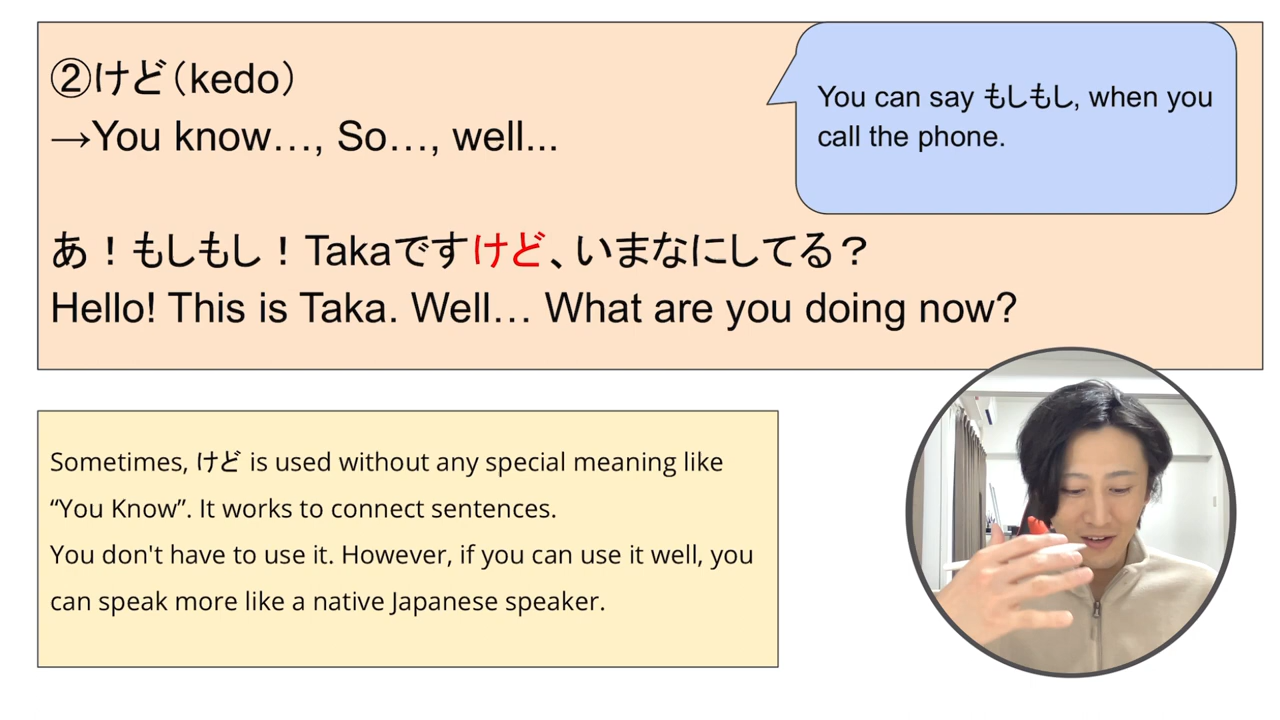 ②けど（kedo）
→You know…, So…, well...
You can say もしもし, when you
call the phone.
あ！もしもし！Takaですけど、いまなにしてる？
Hello! This is Taka. Well… What are you doing now?
Sometimes, けど is used without any special meaning like
“You Know”. It works to connect sentences.
You don't have to use it. However, if you can use it well, you
can speak more like a native Japanese speaker.